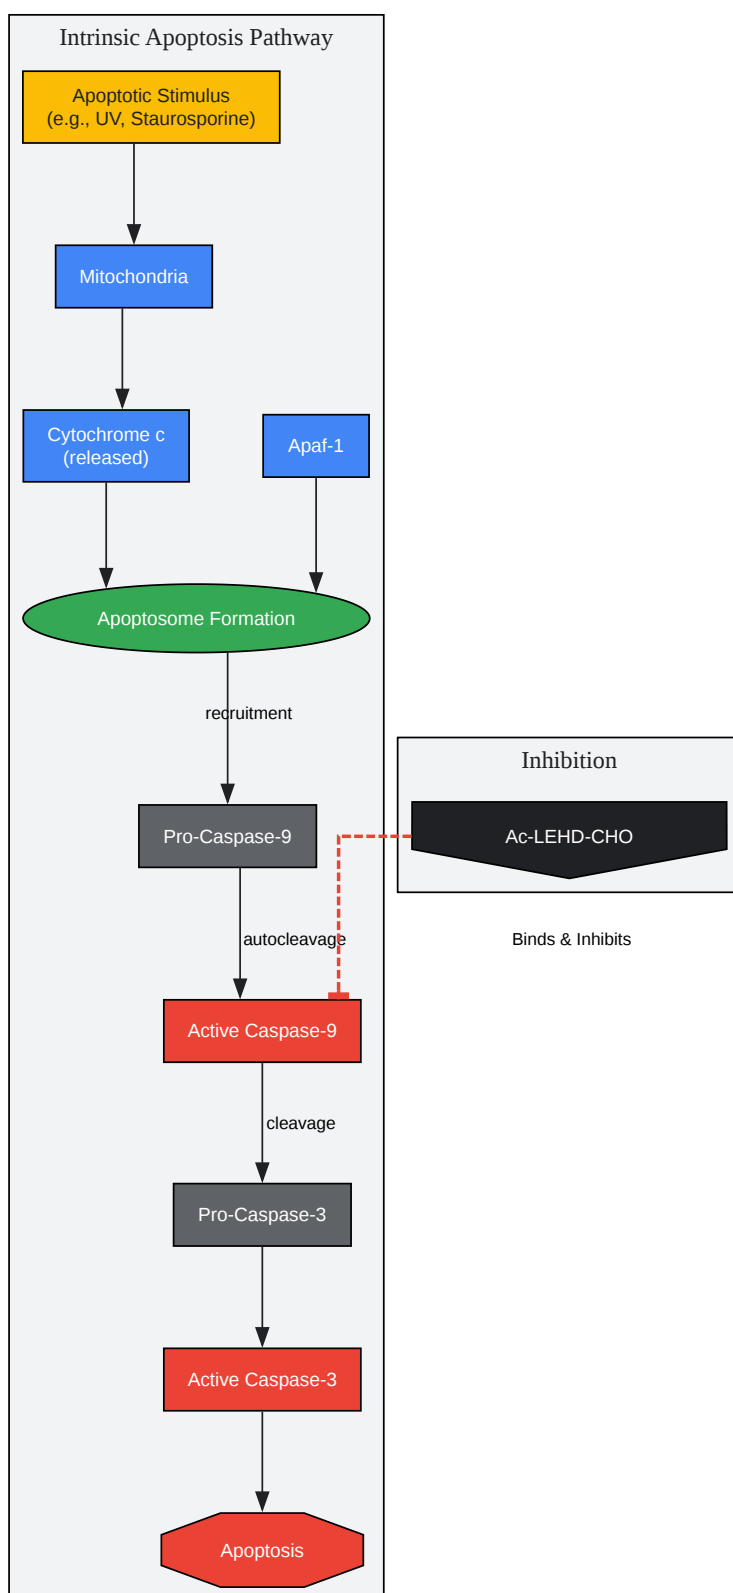 Intrinsic Apoptosis Pathway
Apoptotic Stimulus
(e.g., UV, Staurosporine)
Mitochondria
Cytochrome c
(released)
Apaf-1
Apoptosome Formation
recruitment
Inhibition
Pro-Caspase-9
Ac-LEHD-CHO
autocleavage
Binds & Inhibits
Active Caspase-9
cleavage
Pro-Caspase-3
Active Caspase-3
Apoptosis